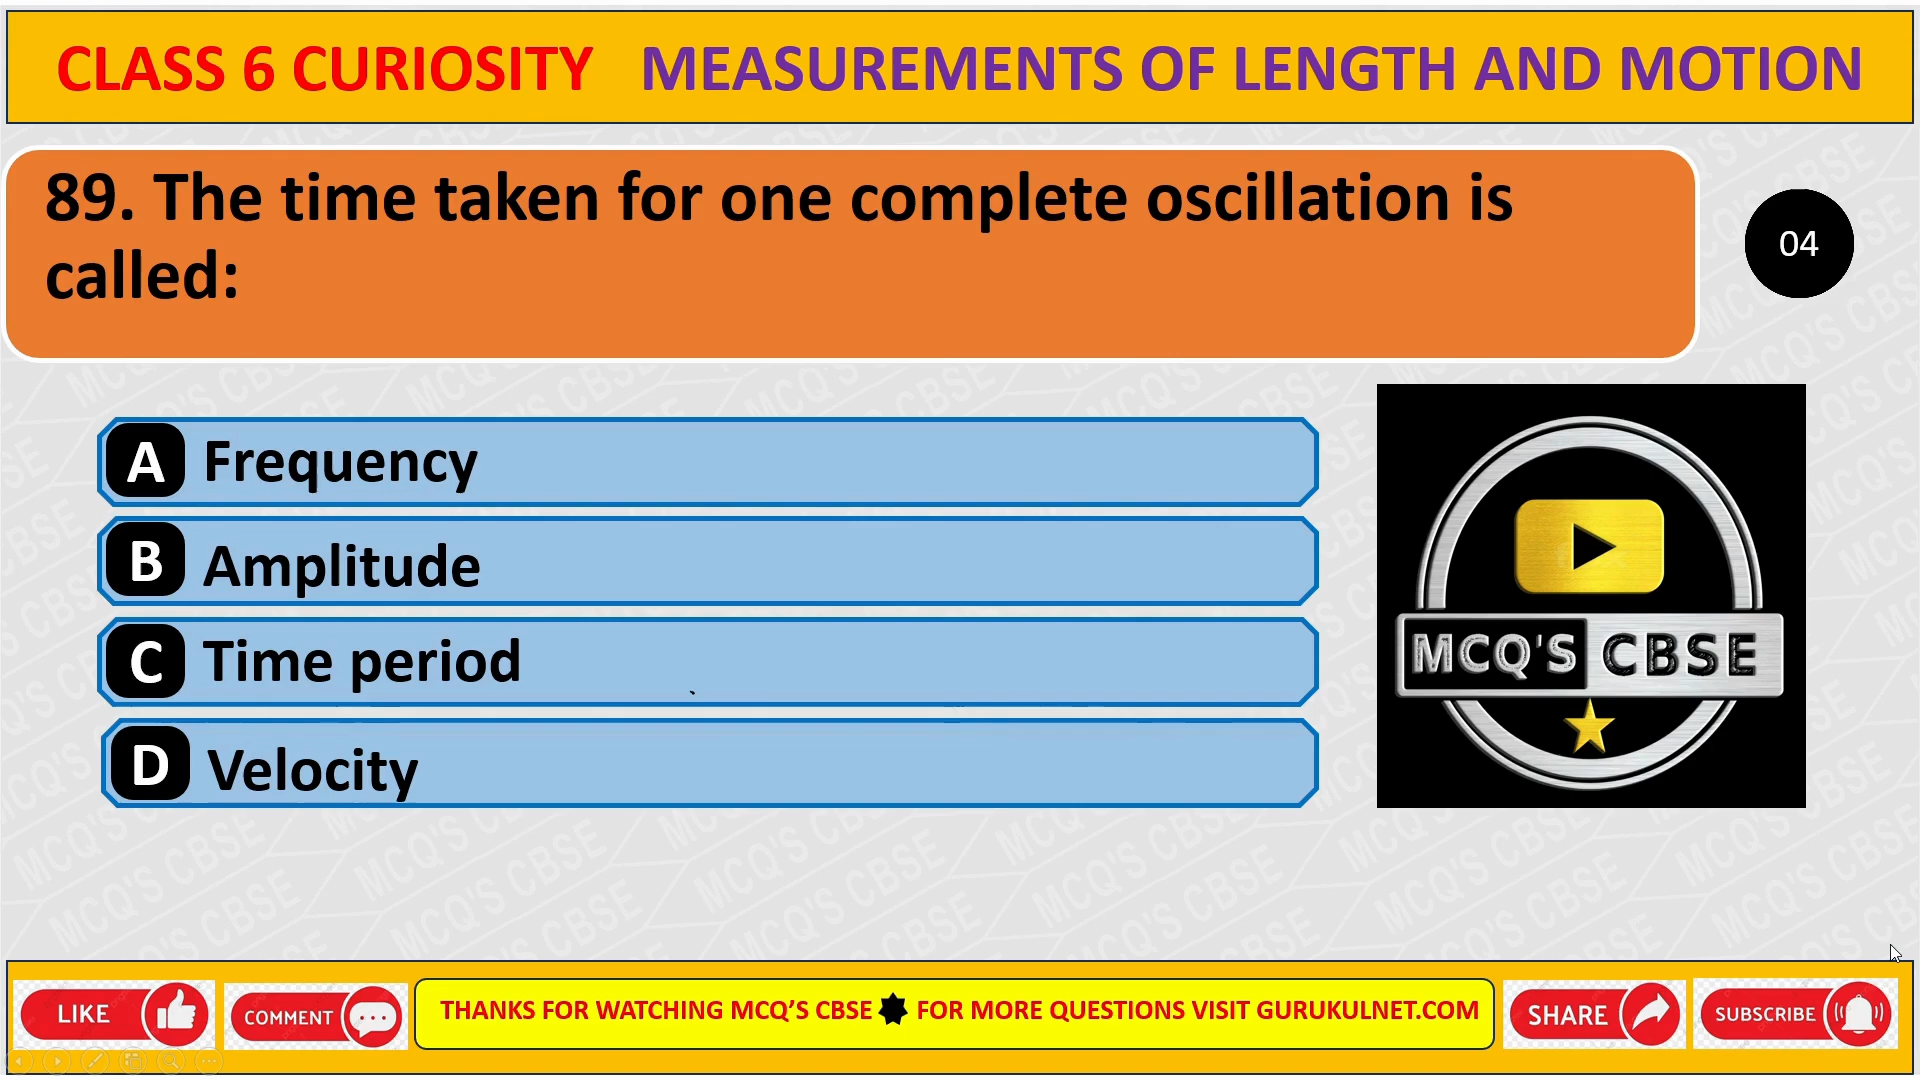 CLASS 6 CURIOSITY MEASUREMENTS OF LENGTH AND MOTION
89. The time taken for one complete oscillation is
called:
04
A Frequency
B Amplitude
C Time period
D Velocity
MCQ'S CBSE
LIKE
COMMENT
THANKS FOR WATCHING MCQ’S CBSE FOR MORE QUESTIONS VISIT GURUKULNET.COM
SHARE
SUBSCRIBE